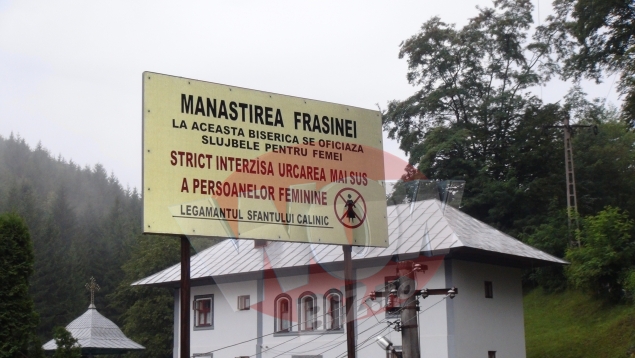 MANASTIREA FRASINEI
LA ACEASTA BISERICA SE OFICIAZA
SLUJBELE PENTRU FEMEI
STRICT INTERZISA URCAREA MAI SUS
A PERSOANELOR FEMININE
LEGAMANTUL SFANTULUI CALINIC